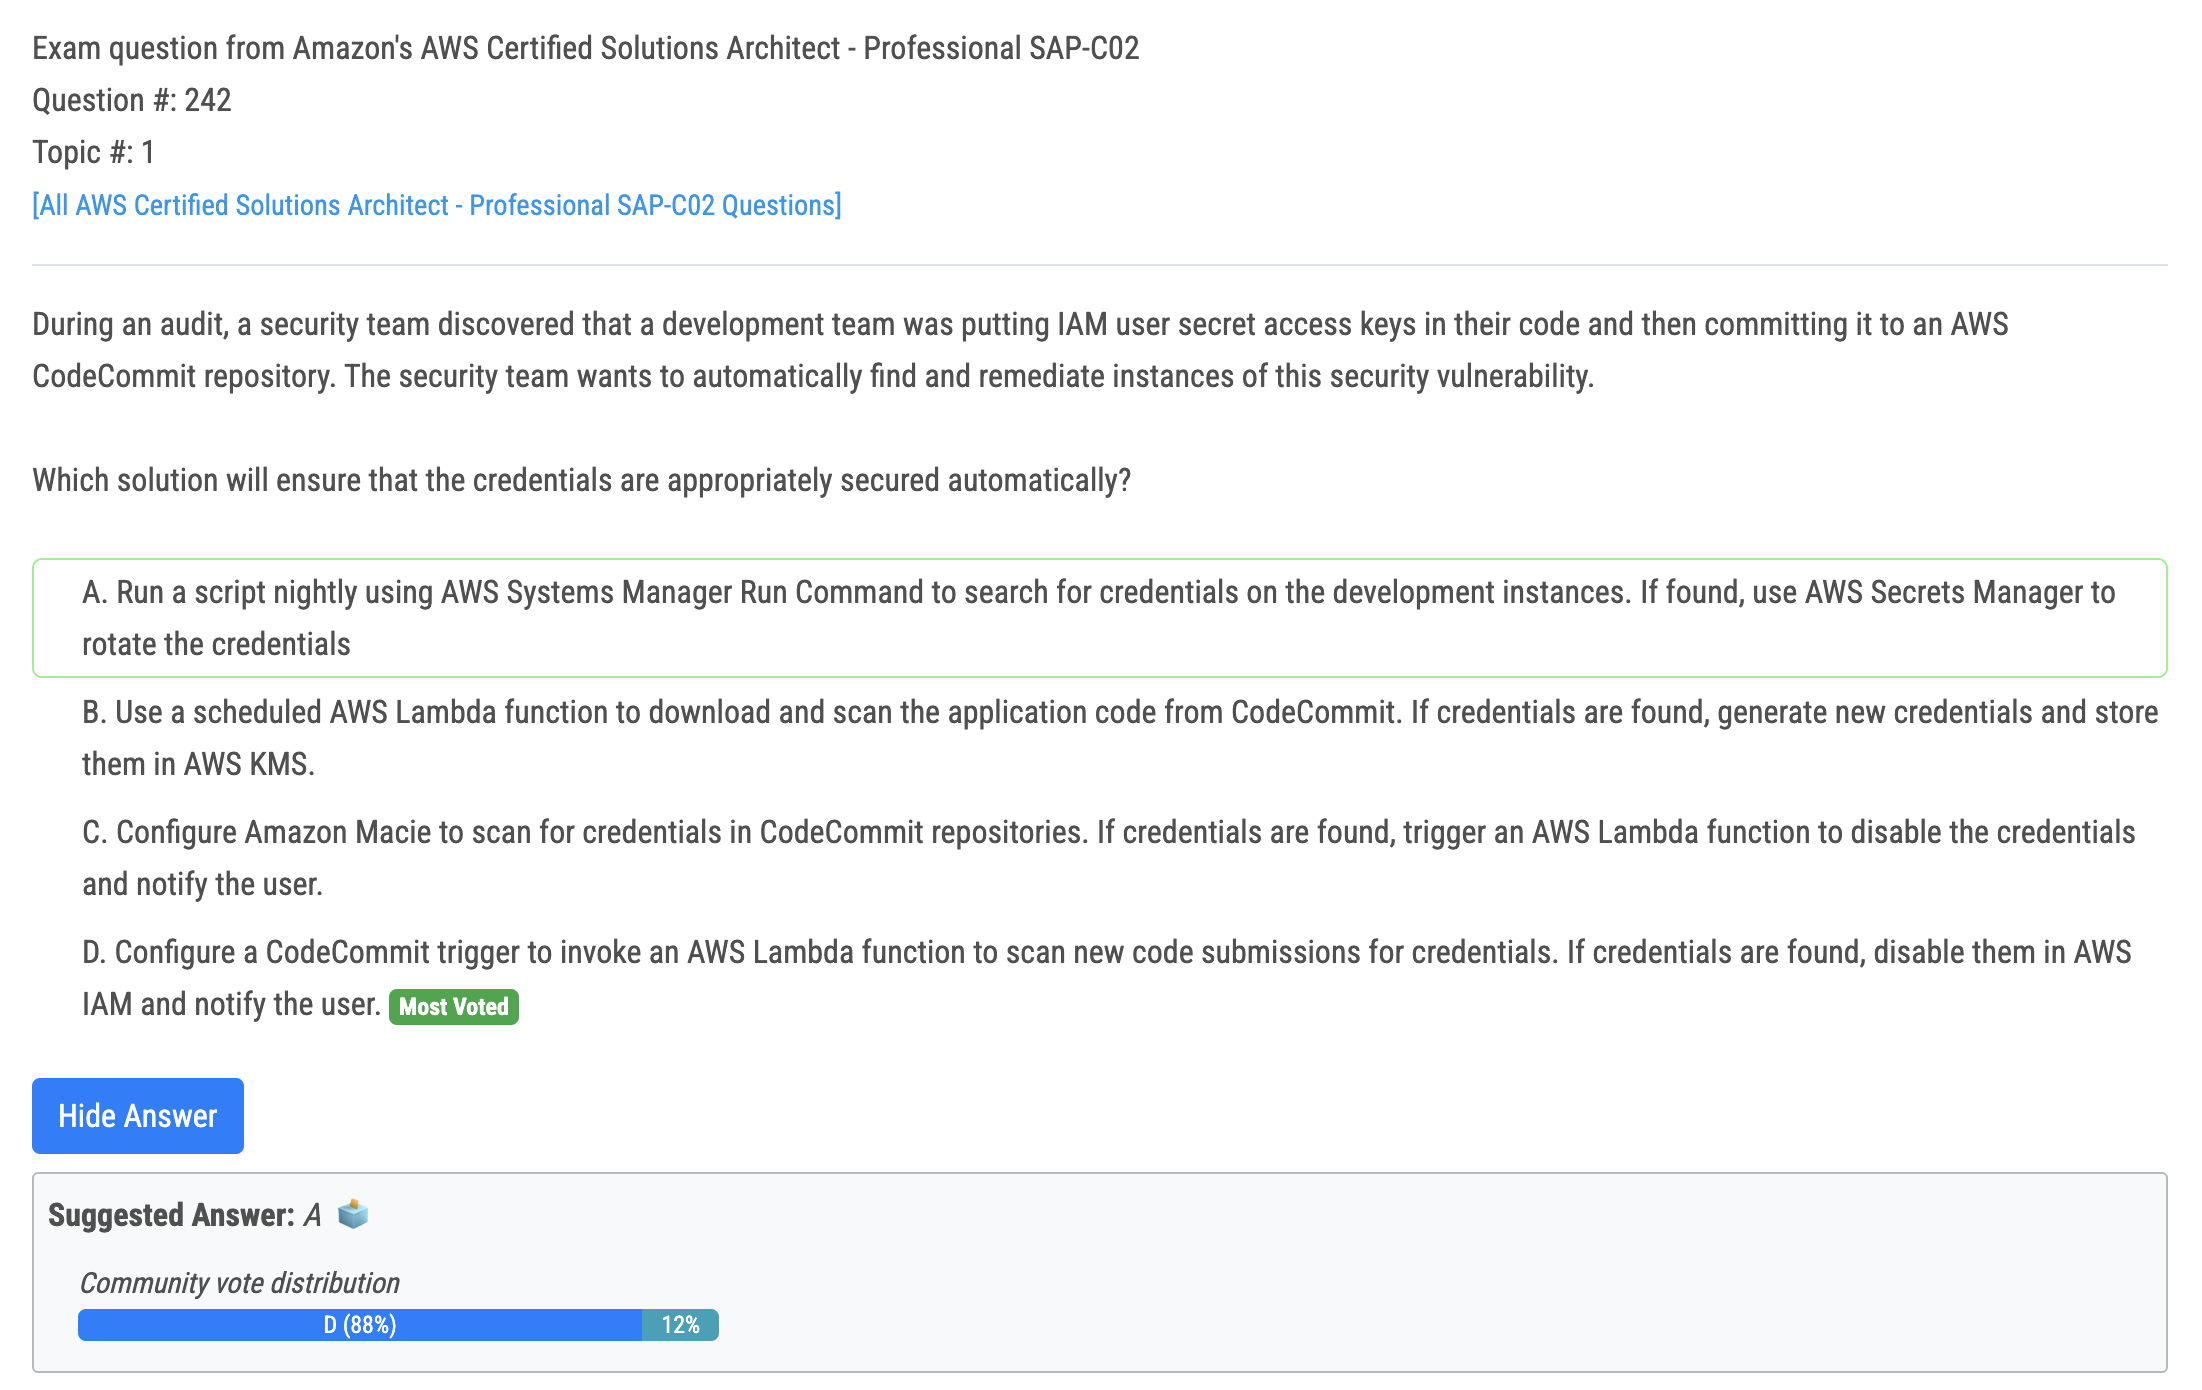 Exam question from Amazon's AWS Certified Solutions Architect - Professional SAP-C02
Question #: 242
Topic #: 1
[All AWS Certified Solutions Architect - Professional SAP-C02 Questions]
During an audit, a security team discovered that a development team was putting IAM user secret access keys in their code and then committing it to an AWS
CodeCommit repository. The security team wants to automatically find and remediate instances of this security vulnerability.
Which solution will ensure that the credentials are appropriately secured automatically?
A. Run a script nightly using AWS Systems Manager Run Command to search for credentials on the development instances. If found, use AWS Secrets Manager to
rotate the credentials
B. Use a scheduled AWS Lambda function to download and scan the application code from CodeCommit. If credentials are found, generate new credentials and store
them in AWS KMS.
C. Configure Amazon Macie to scan for credentials in CodeCommit repositories. If credentials are found, trigger an AWS Lambda function to disable the credentials
and notify the user.
D. Configure a CodeCommit trigger to invoke an AWS Lambda function to scan new code submissions for credentials. If credentials are found, disable them in AWS
IAM and notify the user. Most Voted
Hide Answer
Suggested Answer: A
Community vote distribution
D (88%) 12%